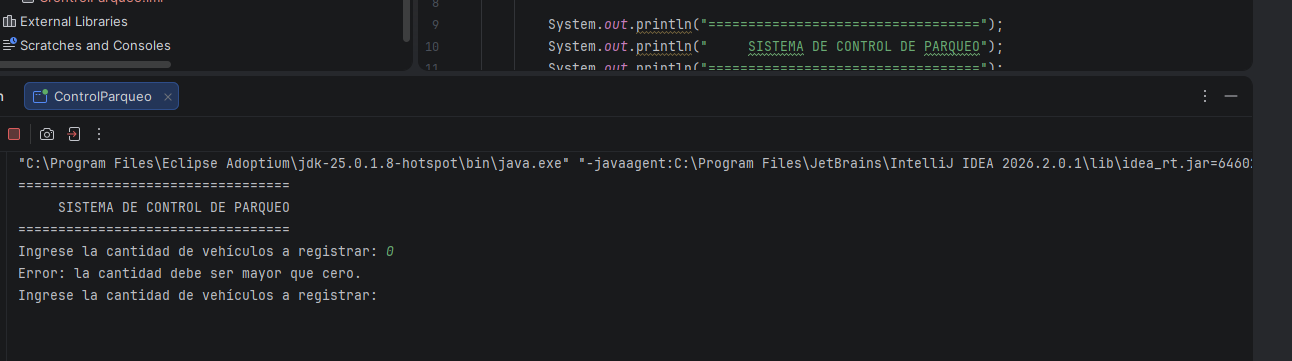 External Libraries
Scratches and Consoles
8
9 System.out.println("==================================");
10 System.out.println("     SISTEMA DE CONTROL DE PARQUEO");
11 System.out.println("==================================");
ControlParqueo
"C:\Program Files\Eclipse Adoptium\jdk-25.0.1.8-hotspot\bin\java.exe" "-javaagent:C:\Program Files\JetBrains\IntelliJ IDEA 2026.2.0.1\lib\idea_rt.jar=6460
==================================
     SISTEMA DE CONTROL DE PARQUEO
==================================
Ingrese la cantidad de vehículos a registrar: 0
Error: la cantidad debe ser mayor que cero.
Ingrese la cantidad de vehículos a registrar: